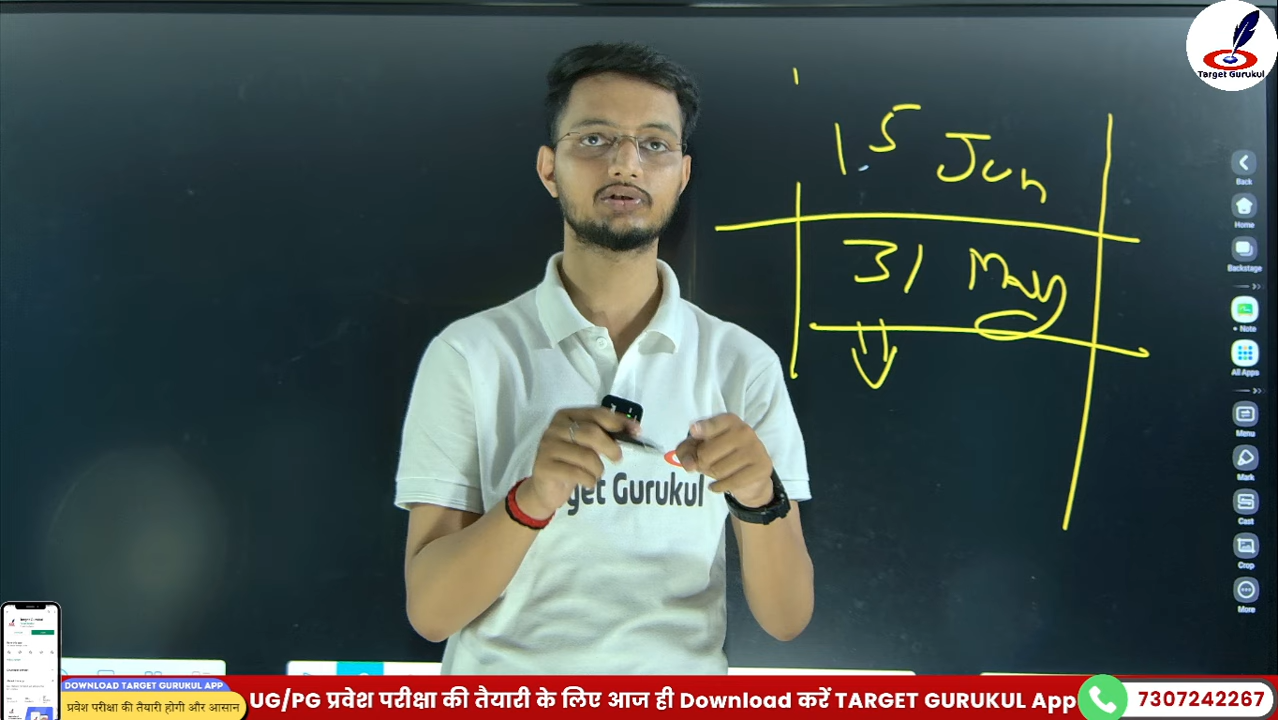 Target Gurukul
15 Jun
31 May
get Gurukul
Back
Home
Backstage
Note
All Apps
Menu
Mark
Cast
Crop
More
DOWNLOAD TARGET GURUKUL APP
प्रवेश परीक्षा की तैयारी होगी और आसान
UG/PG प्रवेश परीक्षा की तैयारी के लिए आज ही Download करें TARGET GURUKUL App
7307242267